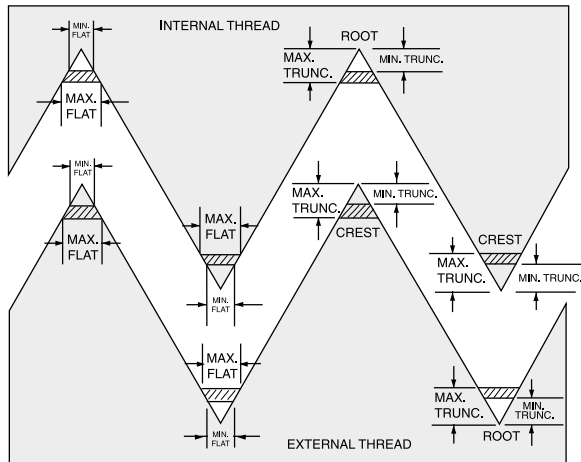 MIN.
FLAT
INTERNAL THREAD
ROOT
MAX.
TRUNC.
MIN. TRUNC.
MAX.
FLAT
MIN.
FLAT
MAX.
FLAT
MAX.
TRUNC.
MIN. TRUNC.
CREST
MAX.
FLAT
CREST
MAX.
TRUNC.
MIN. TRUNC.
MIN.
FLAT
MAX.
FLAT
MAX.
TRUNC.
MIN.
TRUNC.
MIN.
FLAT
ROOT
EXTERNAL THREAD